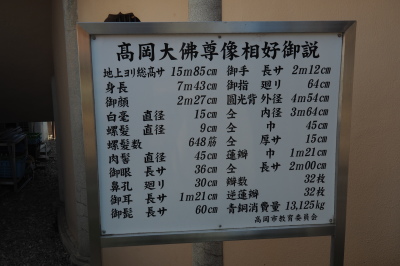 髙岡大佛尊像相好御説
地上ヨリ総髙サ 15m85㎝
身長 7m43㎝
御顔 2m27㎝
白毫 直径 15㎝
螺髪 直径 9㎝
螺髪数 648筋
肉髻 直径 45㎝
御眼 長サ 36㎝
鼻孔 廻り 30㎝
御耳 長サ 1m21㎝
御髭 長サ 60㎝
御手 長サ 2m12㎝
御指 廻り 64㎝
圓光背 外径 4m54㎝
仝 内径 3m64㎝
仝 巾 45㎝
仝 厚サ 15㎝
蓮瓣 巾 1m21㎝
仝 長サ 2m00㎝
瓣数 32枚
逆蓮瓣 32枚
青銅消費量 13,125kg
髙岡市教育委員会